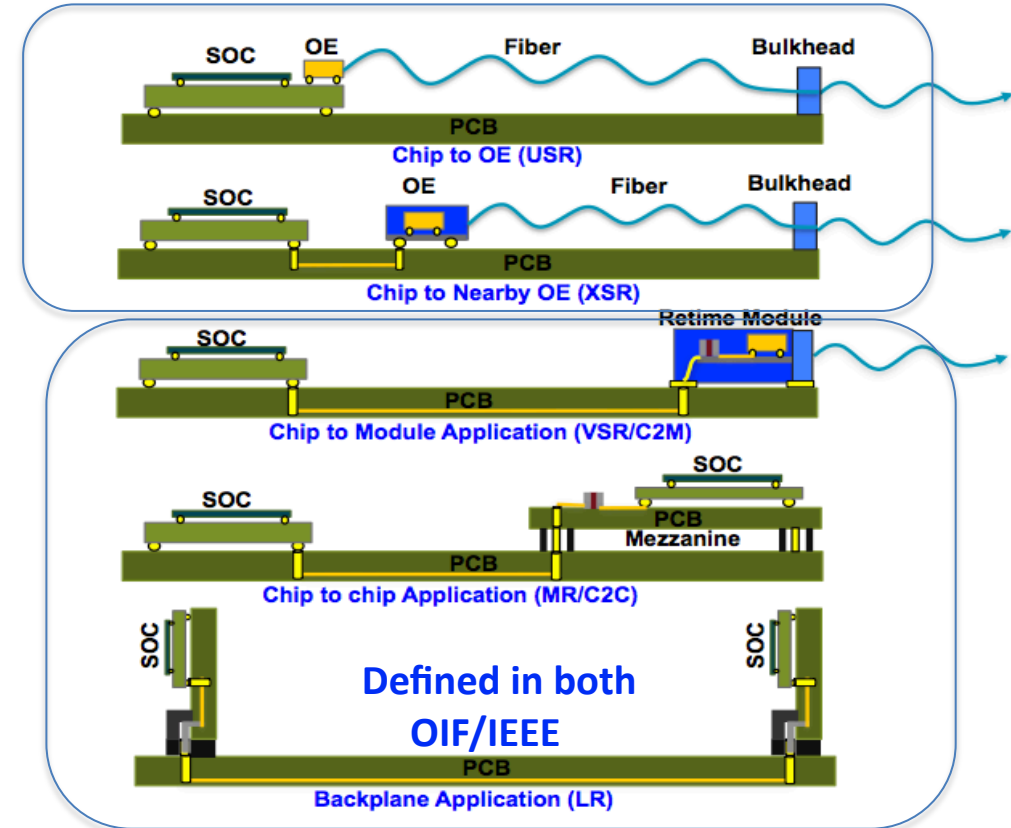 SOC
OE
Fiber
Bulkhead
PCB
Chip to OE (USR)
SOC
OE
Fiber
Bulkhead
PCB
Chip to Nearby OE (XSR)
SOC
Retime Module
PCB
Chip to Module Application (VSR/C2M)
SOC
SOC
PCB
Mezzanine
PCB
Chip to chip Application (MR/C2C)
SOC
SOC
Defined in both
OIF/IEEE
PCB
Backplane Application (LR)